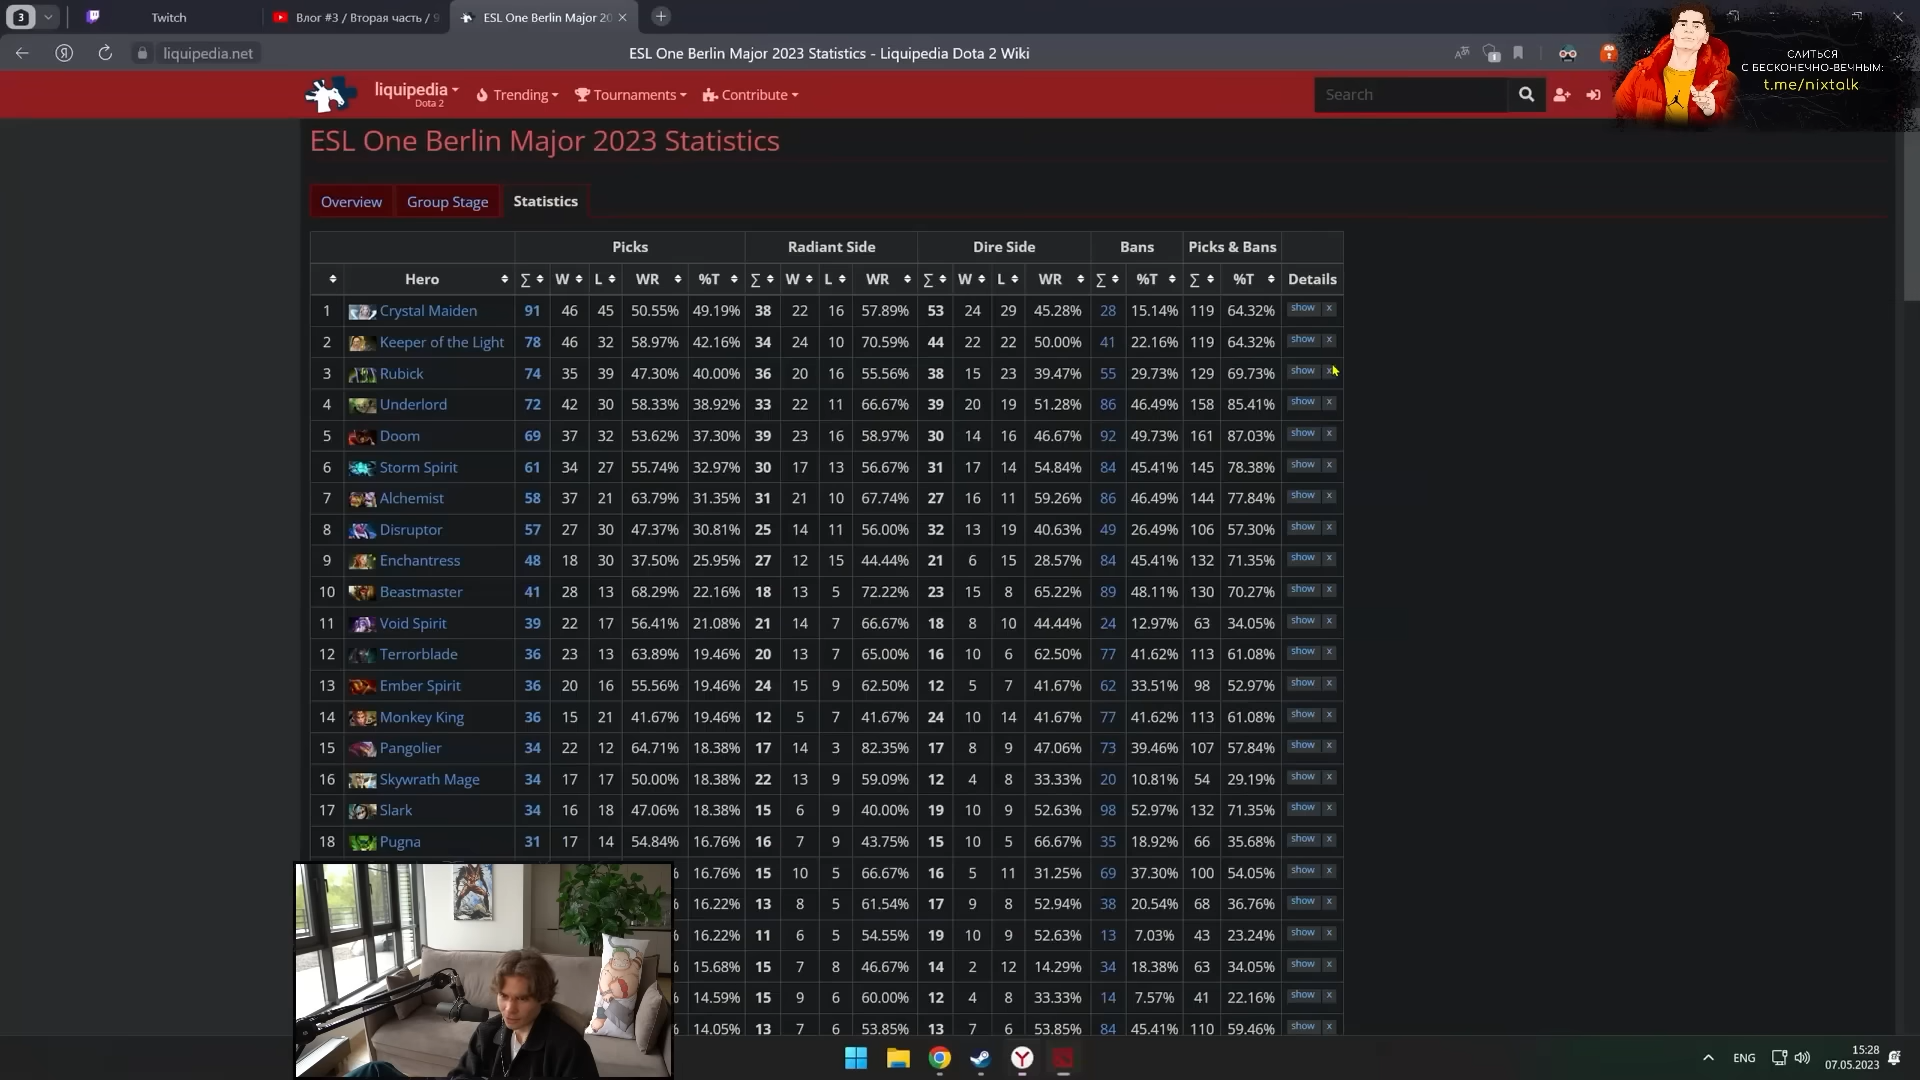 3
Twitch
Влог #3 / Вторая часть / 9
ESL One Berlin Major 20
liquipedia.net
ESL One Berlin Major 2023 Statistics - Liquipedia Dota 2 Wiki
СЛИТЬСЯ
С БЕСКОНЕЧНО-ВЕЧНЫМ:
t.me/nixtalk
liquipedia
Dota 2
Trending
Tournaments
Contribute
Search
ESL One Berlin Major 2023 Statistics
Overview Group Stage Statistics
Picks Radiant Side Dire Side Bans Picks & Bans
Hero ∑ W L WR %T ∑ W L WR ∑ W L WR ∑ %T ∑ %T Details
1 Crystal Maiden 91 46 45 50.55% 49.19% 38 22 16 57.89% 53 24 29 45.28% 28 15.14% 119 64.32% show x
2 Keeper of the Light 78 46 32 58.97% 42.16% 34 24 10 70.59% 44 22 22 50.00% 41 22.16% 119 64.32% show x
3 Rubick 74 35 39 47.30% 40.00% 36 20 16 55.56% 38 15 23 39.47% 55 29.73% 129 69.73% show x
4 Underlord 72 42 30 58.33% 38.92% 33 22 11 66.67% 39 20 19 51.28% 86 46.49% 158 85.41% show x
5 Doom 69 37 32 53.62% 37.30% 39 23 16 58.97% 30 14 16 46.67% 92 49.73% 161 87.03% show x
6 Storm Spirit 61 34 27 55.74% 32.97% 30 17 13 56.67% 31 17 14 54.84% 84 45.41% 145 78.38% show x
7 Alchemist 58 37 21 63.79% 31.35% 31 21 10 67.74% 27 16 11 59.26% 86 46.49% 144 77.84% show x
8 Disruptor 57 27 30 47.37% 30.81% 25 14 11 56.00% 32 13 19 40.63% 49 26.49% 106 57.30% show x
9 Enchantress 48 18 30 37.50% 25.95% 27 12 15 44.44% 21 6 15 28.57% 84 45.41% 132 71.35% show x
10 Beastmaster 41 28 13 68.29% 22.16% 18 13 5 72.22% 23 15 8 65.22% 89 48.11% 130 70.27% show x
11 Void Spirit 39 22 17 56.41% 21.08% 21 14 7 66.67% 18 8 10 44.44% 24 12.97% 63 34.05% show x
12 Terrorblade 36 23 13 63.89% 19.46% 20 13 7 65.00% 16 10 6 62.50% 77 41.62% 113 61.08% show x
13 Ember Spirit 36 20 16 55.56% 19.46% 24 15 9 62.50% 12 5 7 41.67% 62 33.51% 98 52.97% show x
14 Monkey King 36 15 21 41.67% 19.46% 12 5 7 41.67% 24 10 14 41.67% 77 41.62% 113 61.08% show x
15 Pangolier 34 22 12 64.71% 18.38% 17 14 3 82.35% 17 8 9 47.06% 73 39.46% 107 57.84% show x
16 Skywrath Mage 34 17 17 50.00% 18.38% 22 13 9 59.09% 12 4 8 33.33% 20 10.81% 54 29.19% show x
17 Slark 34 16 18 47.06% 18.38% 15 6 9 40.00% 19 10 9 52.63% 98 52.97% 132 71.35% show x
18 Pugna 31 17 14 54.84% 16.76% 16 7 9 43.75% 15 10 5 66.67% 35 18.92% 66 35.68% show x
16.76% 15 10 5 66.67% 16 5 11 31.25% 69 37.30% 100 54.05% show x
16.22% 13 8 5 61.54% 17 9 8 52.94% 38 20.54% 68 36.76% show x
16.22% 11 6 5 54.55% 19 10 9 52.63% 13 7.03% 43 23.24% show x
15.68% 15 7 8 46.67% 14 2 12 14.29% 34 18.38% 63 34.05% show x
14.59% 15 9 6 60.00% 12 4 8 33.33% 14 7.57% 41 22.16% show x
14.05% 13 7 6 53.85% 13 7 6 53.85% 84 45.41% 110 59.46% show x
ENG
15:28
07.05.2023